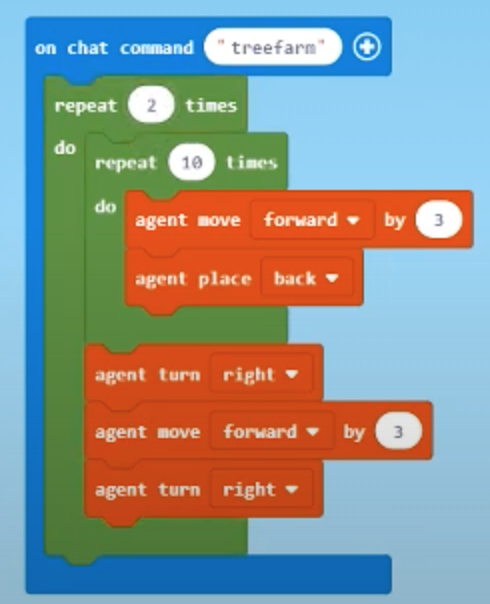 on chat command "treefarm"
repeat 2 times
do
repeat 10 times
do
agent move forward by 3
agent place back
agent turn right
agent move forward by 3
agent turn right